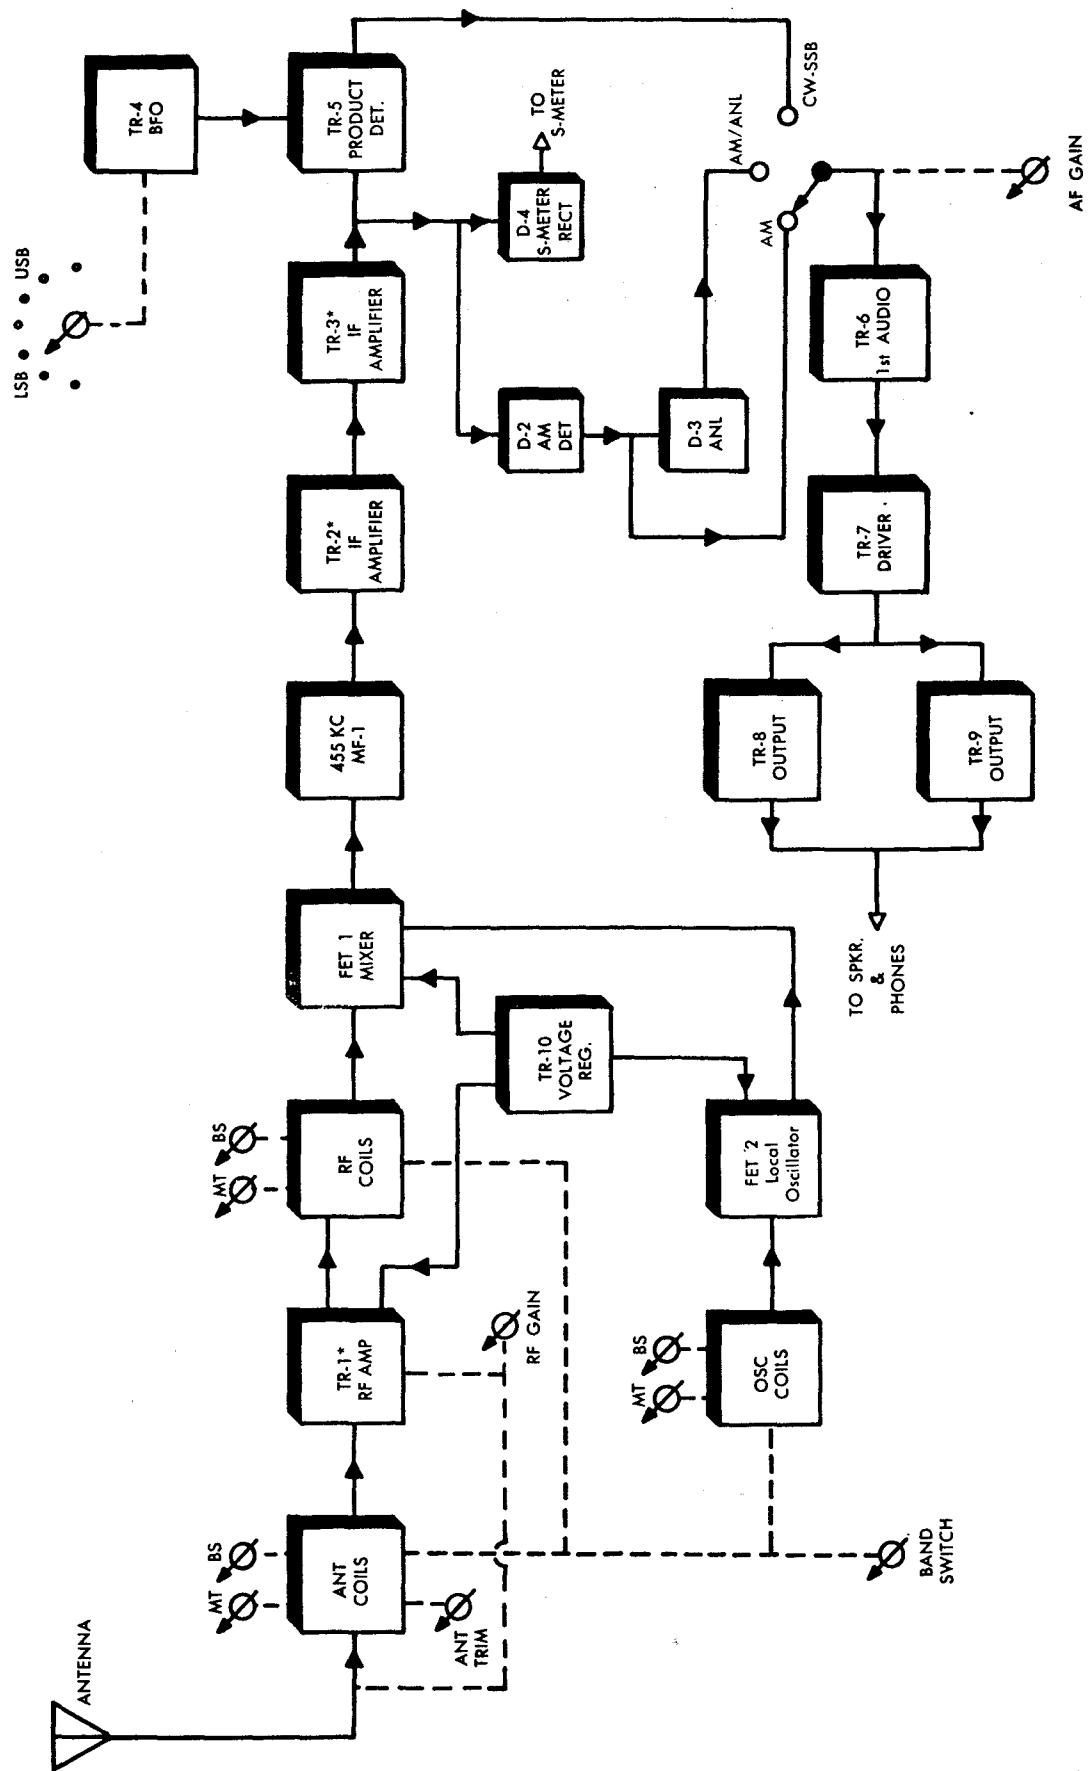 ANTENNA
MT
BS
ANT
COILS
ANT
TRIM
TR-1*
RF AMP
RF GAIN
MT
BS
RF
COILS
FET 1
MIXER
455 KC
MF-1
TR-2*
IF
AMPLIFIER
TR-3*
IF
AMPLIFIER
TR-5
PRODUCT
DET.
TR-4
BFO
LSB
USB
TR-10
VOLTAGE
REG.
D-2
AM
DET
D-4
S-METER
RECT
TO
S-METER
D-3
ANL
AM/ANL
AM
CW-SSB
MT
BS
OSC
COILS
FET 2
Local
Oscillator
BAND
SWITCH
TO SPKR.
&
PHONES
TR-8
OUTPUT
TR-9
OUTPUT
TR-7
DRIVER
TR-6
1st AUDIO
AF GAIN